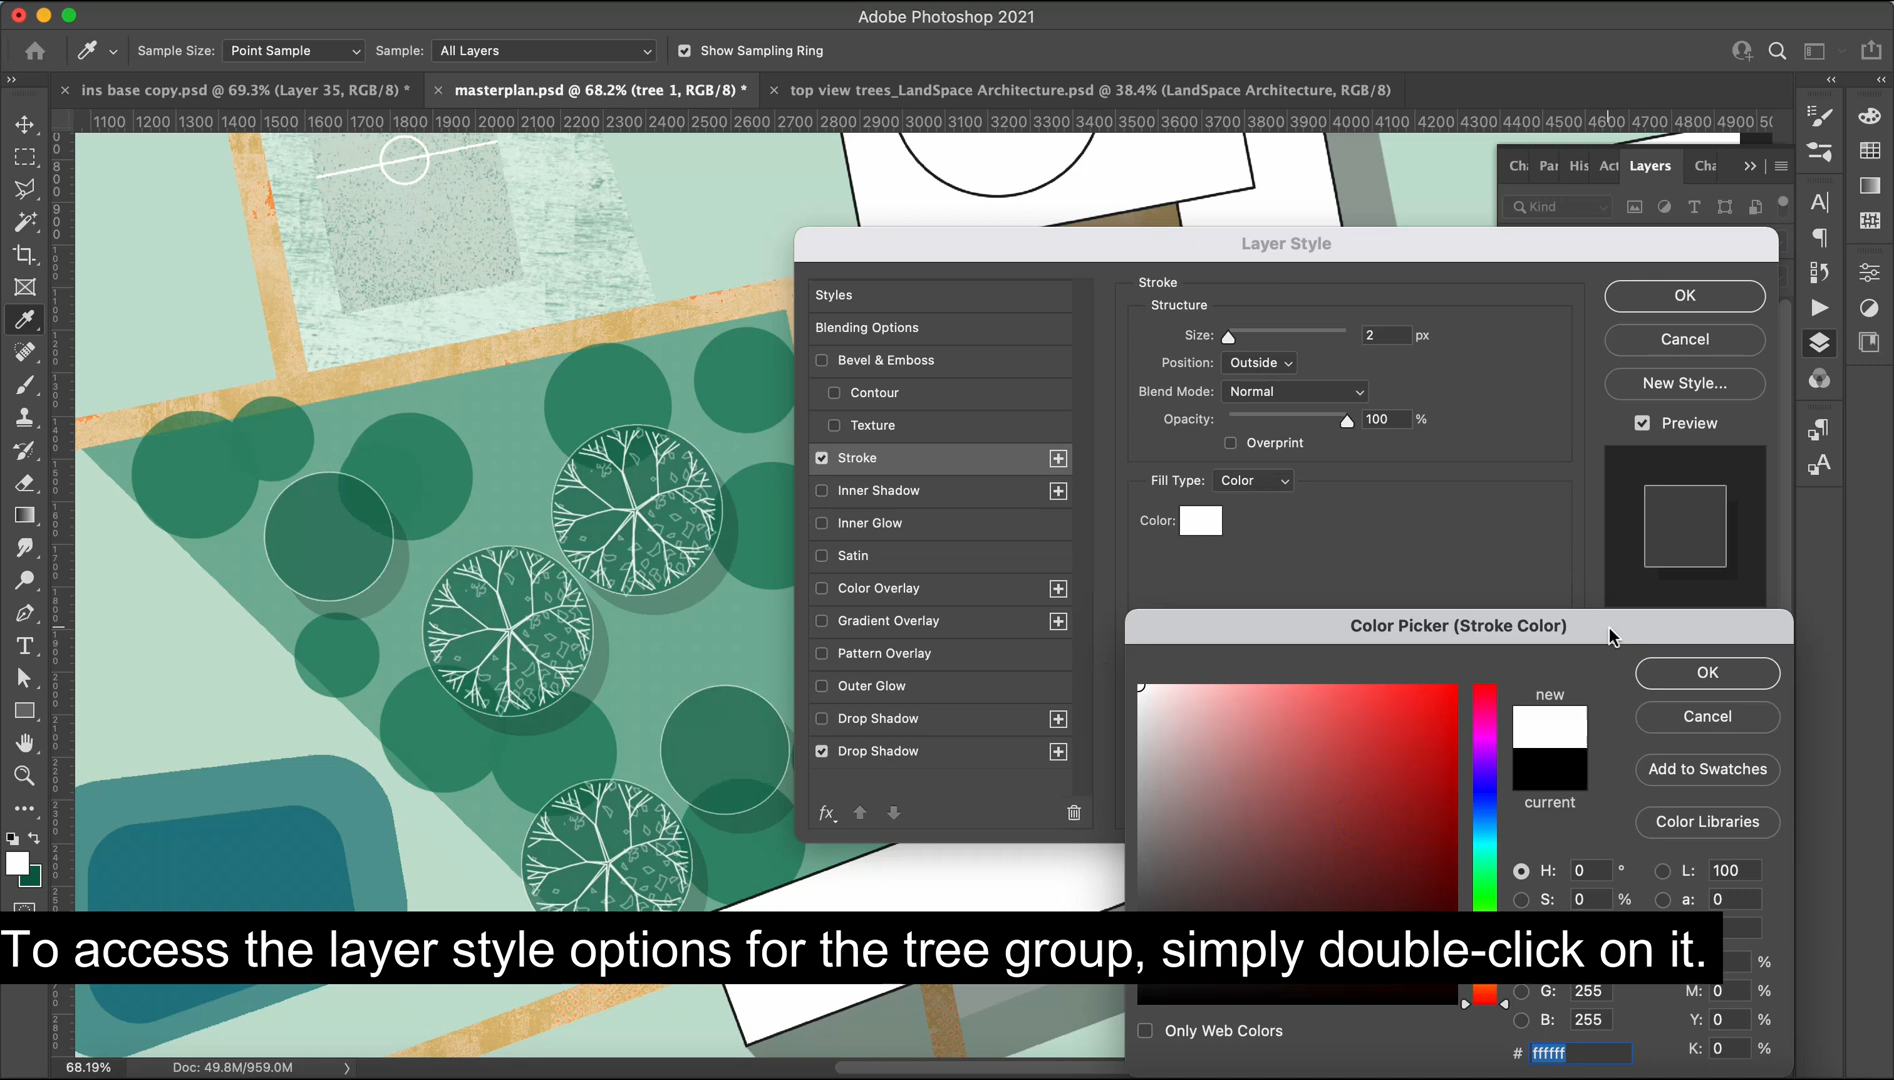 Adobe Photoshop 2021
Sample Size: Point Sample Sample: All Layers Show Sampling Ring
ins base copy.psd @ 69.3% (Layer 35, RGB/8) * masterplan.psd @ 68.2% (tree 1, RGB/8) * top view trees_LandSpace Architecture.psd @ 38.4% (LandSpace Architecture, RGB/8)
1100 1200 1300 1400 1500 1600 1700 1800 1900 2000 2100 2200 2300 2400 2500 2600 2700 2800 2900 3000 3100 3200 3300 3400 3500 3600 3700 3800 3900 4000 4100 4200 4300 4400 4500 4600 4700 4800 4900
Layers
Kind
Layer Style
Styles
Blending Options
Bevel & Emboss
Contour
Texture
Stroke
Inner Shadow
Inner Glow
Satin
Color Overlay
Gradient Overlay
Pattern Overlay
Outer Glow
Drop Shadow
Drop Shadow
fx
Stroke
Structure
Size: 2 px
Position: Outside
Blend Mode: Normal
Opacity: 100 %
Overprint
Fill Type: Color
Color:
OK
Cancel
New Style...
Preview
Color Picker (Stroke Color)
new
current
OK
Cancel
Add to Swatches
Color Libraries
H: 0 ° L: 100
S: 0 % a: 0
%
G: 255 M: 0 %
B: 255 Y: 0 %
# ffffff K: 0 %
Only Web Colors
To access the layer style options for the tree group, simply double-click on it.
68.19% Doc: 49.8M/959.0M